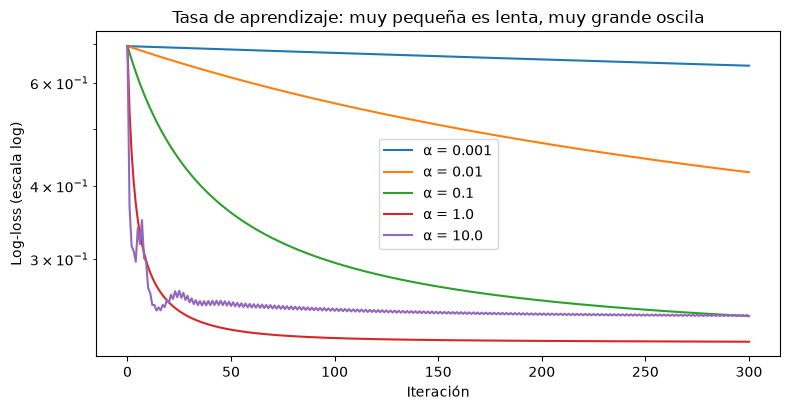 Tasa de aprendizaje: muy pequeña es lenta, muy grande oscila
Log-loss (escala log)
6 × 10⁻¹
4 × 10⁻¹
3 × 10⁻¹
α = 0.001
α = 0.01
α = 0.1
α = 1.0
α = 10.0
0 50 100 150 200 250 300
Iteración